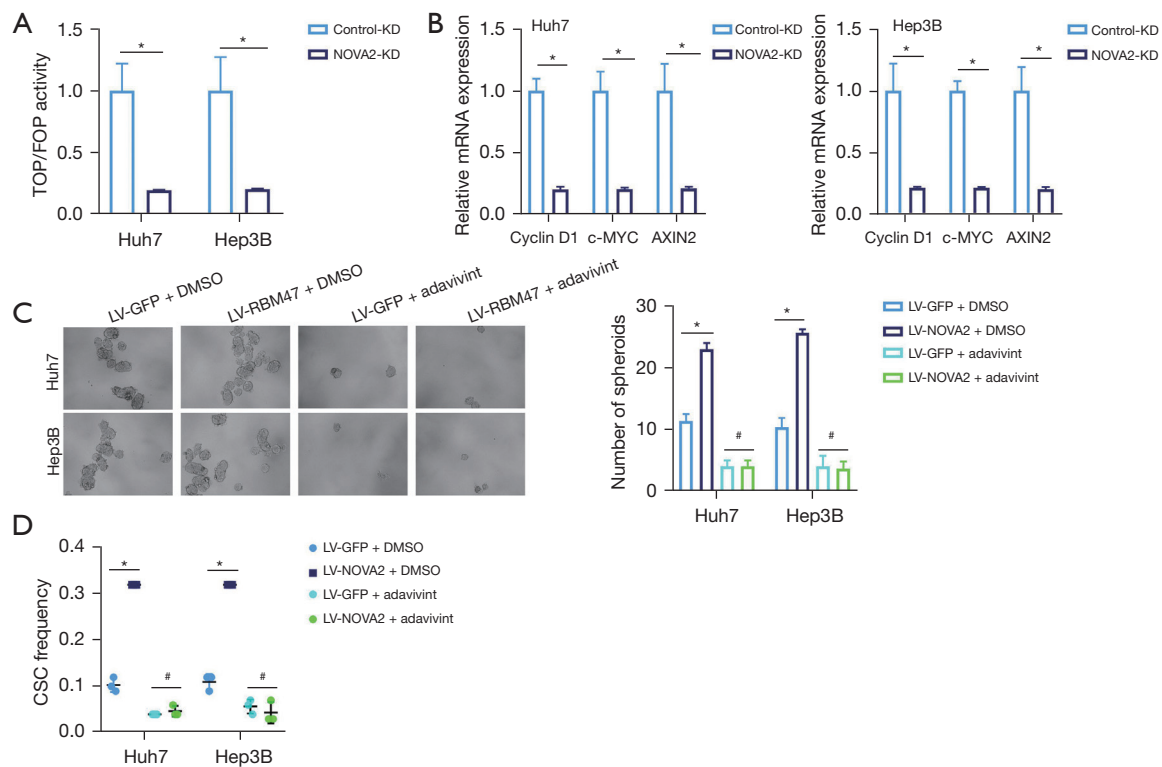 A
1.5
1.0
0.5
0.0
TOP/FOP activity
*
*
Huh7
Hep3B
Control-KD
NOVA2-KD
B
Huh7
1.5
1.0
0.5
0.0
Relative mRNA expression
*
*
*
Cyclin D1
c-MYC
AXIN2
Control-KD
NOVA2-KD
Hep3B
1.5
1.0
0.5
0.0
Relative mRNA expression
*
*
*
Cyclin D1
c-MYC
AXIN2
Control-KD
NOVA2-KD
C
LV-GFP + DMSO
LV-RBM47 + DMSO
LV-GFP + adavivint
LV-RBM47 + adavivint
Huh7
Hep3B
30
20
10
0
Number of spheroids
*
#
*
#
Huh7
Hep3B
LV-GFP + DMSO
LV-NOVA2 + DMSO
LV-GFP + adavivint
LV-NOVA2 + adavivint
D
0.4
0.3
0.2
0.1
0.0
CSC frequency
*
#
*
#
Huh7
Hep3B
LV-GFP + DMSO
LV-NOVA2 + DMSO
LV-GFP + adavivint
LV-NOVA2 + adavivint